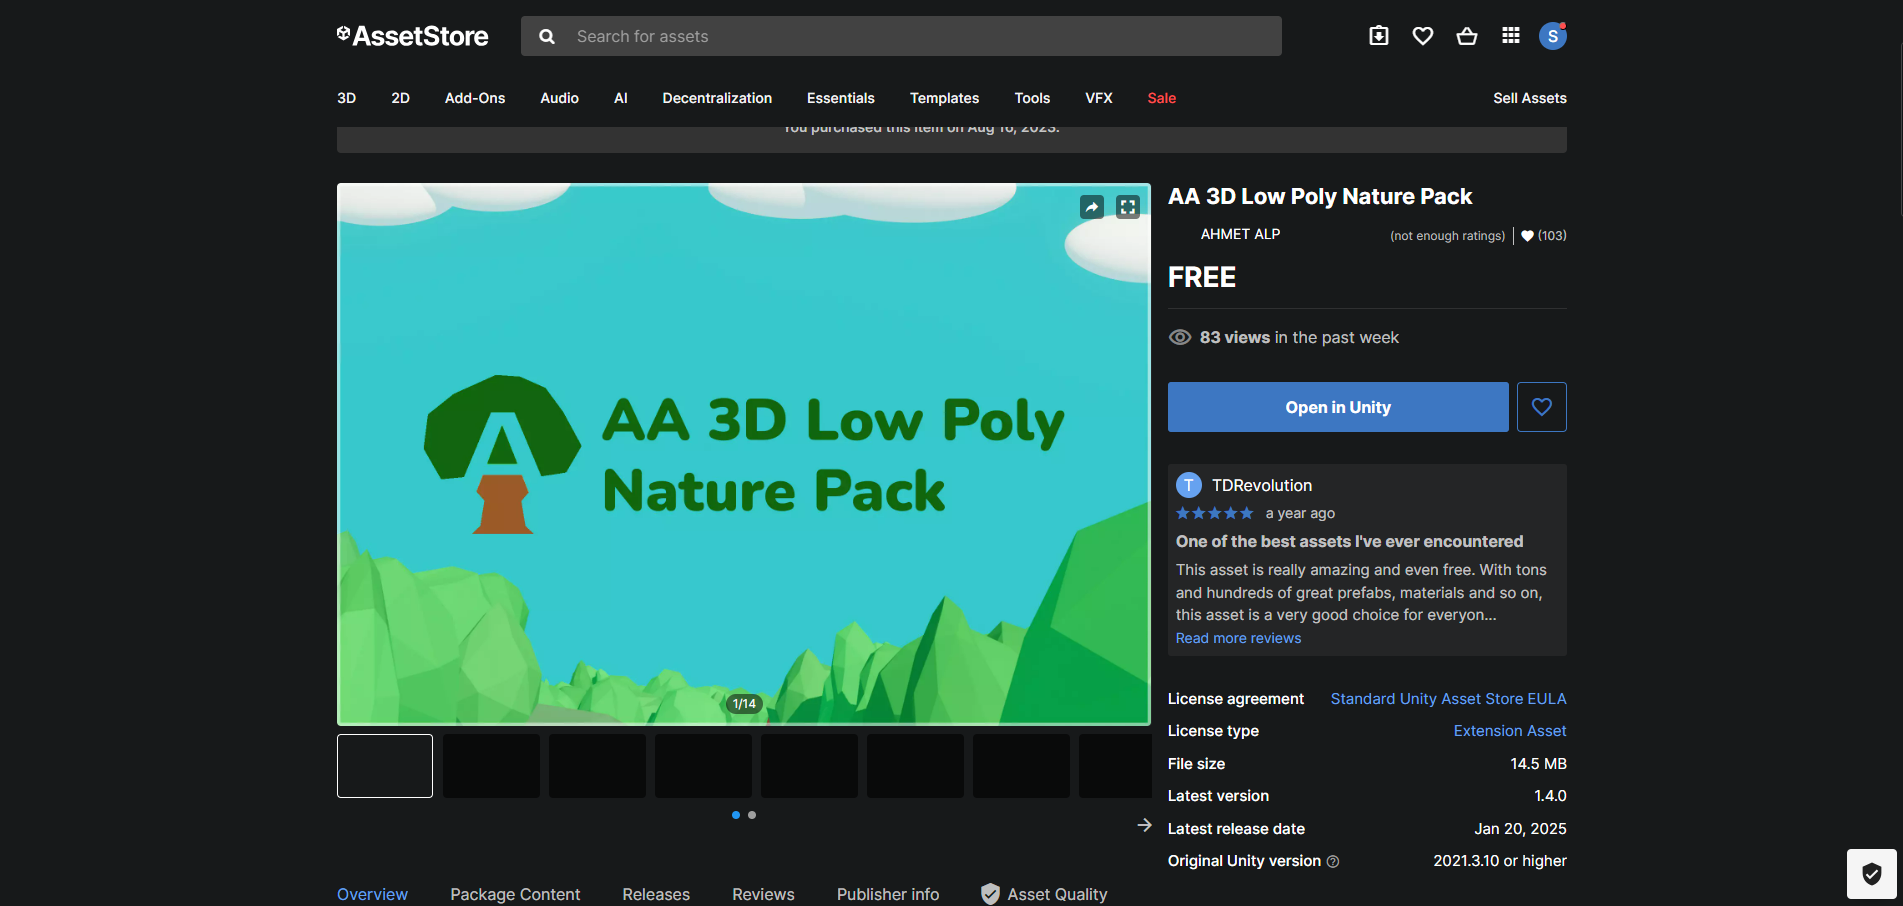 AssetStore
Search for assets
S
3D 2D Add-Ons Audio AI Decentralization Essentials Templates Tools VFX Sale Sell Assets
You purchased this item on Aug 16, 2023.
AA 3D Low Poly
Nature Pack
1/14
AA 3D Low Poly Nature Pack
AHMET ALP (not enough ratings) (103)
FREE
83 views in the past week
Open in Unity
T TDRevolution
a year ago
One of the best assets I've ever encountered
This asset is really amazing and even free. With tons
and hundreds of great prefabs, materials and so on,
this asset is a very good choice for everyon...
Read more reviews
License agreement Standard Unity Asset Store EULA
License type Extension Asset
File size 14.5 MB
Latest version 1.4.0
Latest release date Jan 20, 2025
Original Unity version ? 2021.3.10 or higher
Overview Package Content Releases Reviews Publisher info Asset Quality